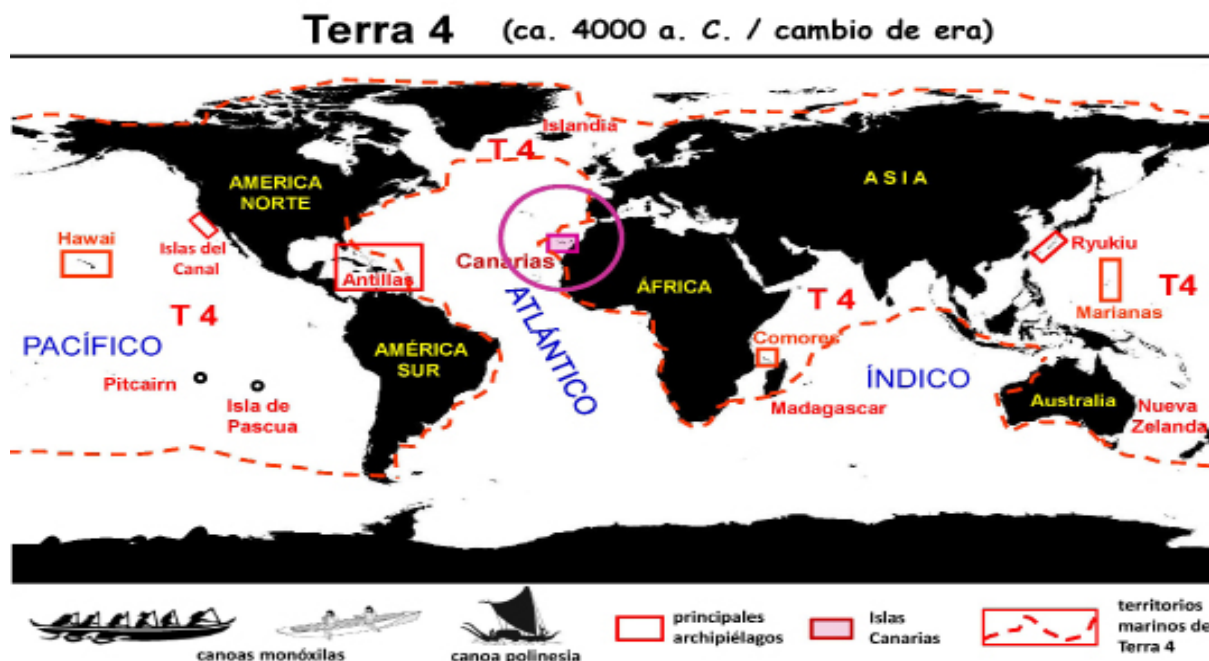 Terra 4 (ca. 4000 a. C. / cambio de era)
Islandia
T 4
AMERICA
NORTE
A S I A
Hawai
Islas del
Canal
Antillas
Canarias
ÁFRICA
Ryukiu
Marianas
T 4
T4
T 4
PACÍFICO
ATLÁNTICO
AMÉRICA
SUR
Comores
ÍNDICO
Pitcairn
Isla de
Pascua
Madagascar
Australia
Nueva
Zelanda
canoas monóxilas
canoa polinesia
principales
archipiélagos
Islas
Canarias
territorios
marinos de
Terra 4